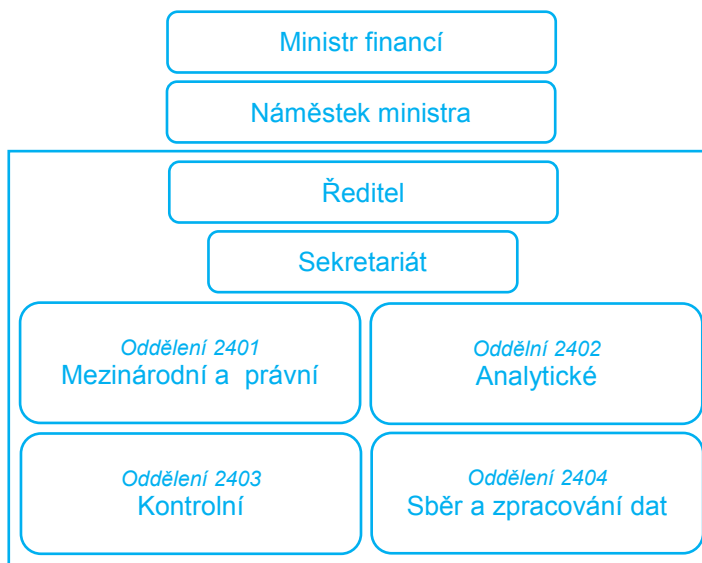 Ministr financí
Náměstek ministra
Ředitel
Sekretariát
Oddělení 2401
Mezinárodní a právní
Oddělní 2402
Analytické
Oddělení 2403
Kontrolní
Oddělení 2404
Sběr a zpracování dat